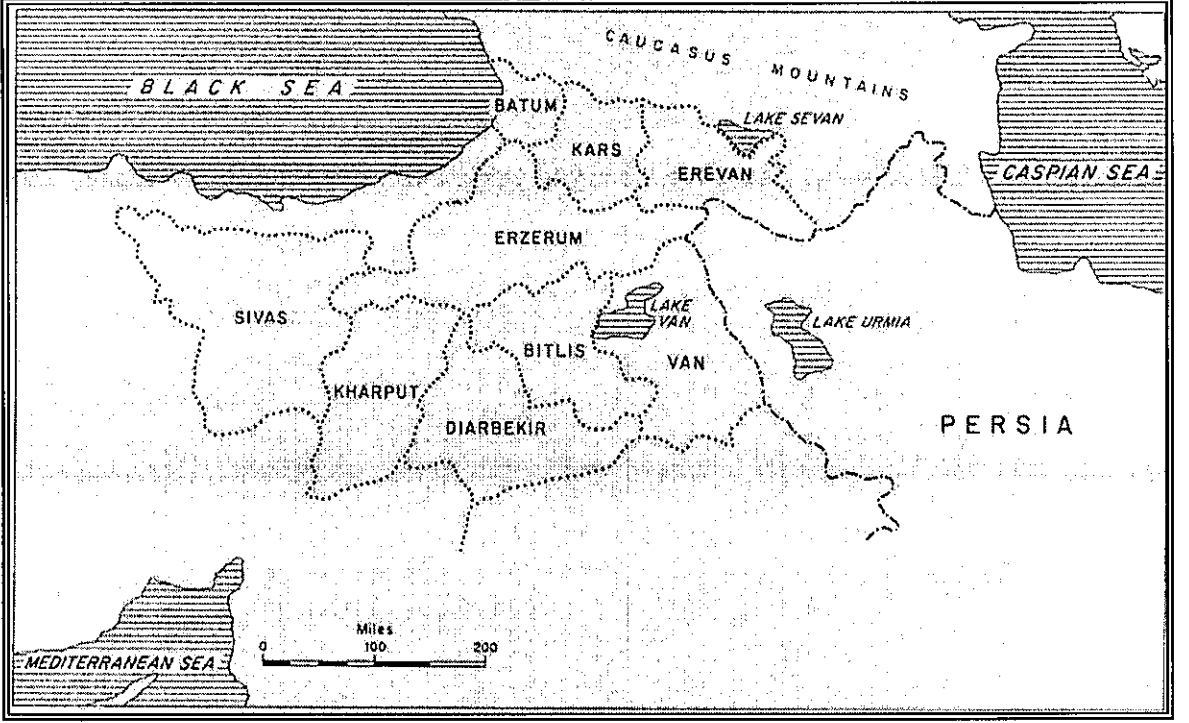 CAUCASUS MOUNTAINS
BLACK SEA
BATUM
LAKE SEVAN
KARS
EREVAN
CASPIAN SEA
ERZERUM
SIVAS
LAKE
VAN
LAKE URMIA
BITLIS
VAN
KHARPUT
DIARBEKIR
PERSIA
Miles
0 100 200
MEDITERRANEAN SEA